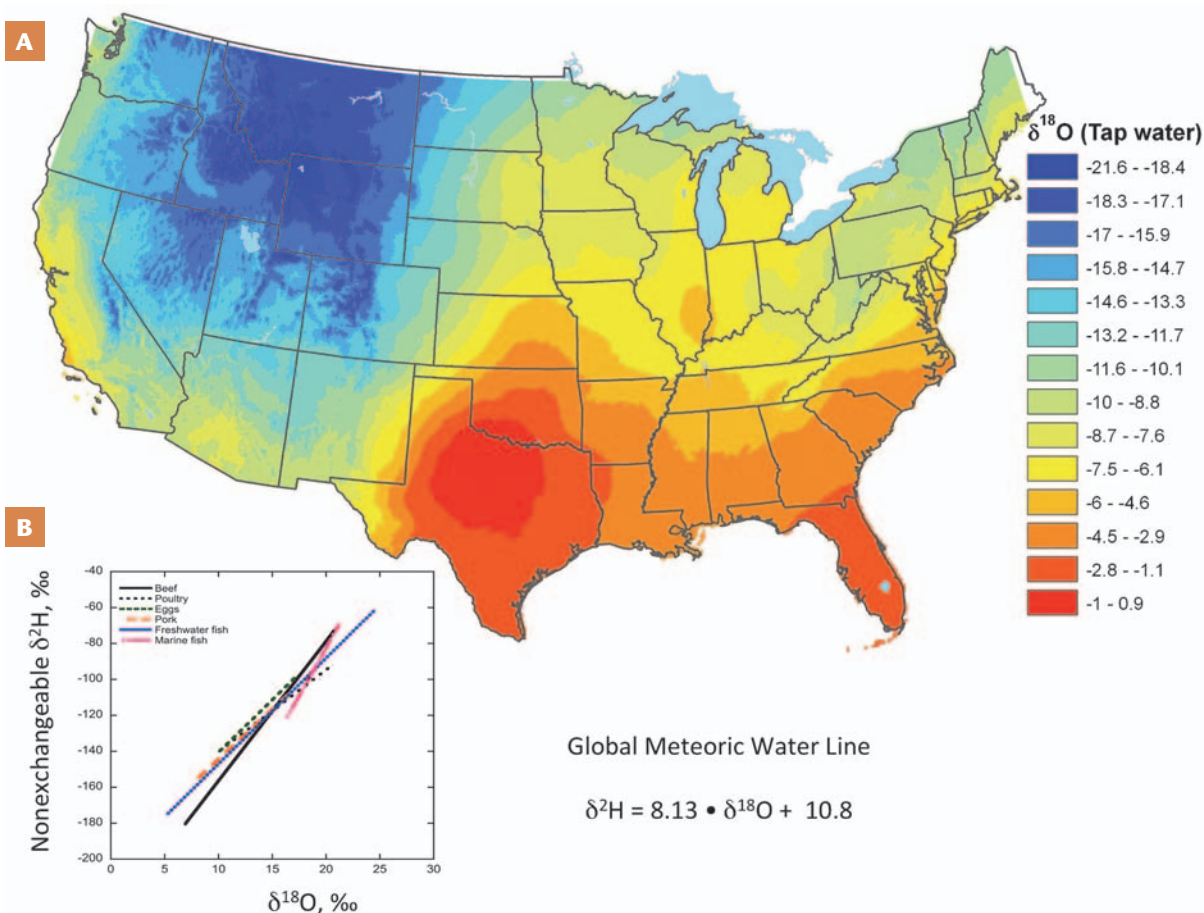 A
δ¹⁸O (Tap water)
-21.6 - -18.4
-18.3 - -17.1
-17 - -15.9
-15.8 - -14.7
-14.6 - -13.3
-13.2 - -11.7
-11.6 - -10.1
-10 - -8.8
-8.7 - -7.6
-7.5 - -6.1
-6 - -4.6
-4.5 - -2.9
-2.8 - -1.1
-1 - 0.9
B
Nonexchangeable δ²H, ‰
-40
-60
-80
-100
-120
-140
-160
-180
-200
Beef
Poultry
Eggs
Pork
Freshwater fish
Marine fish
0 5 10 15 20 25 30
δ¹⁸O, ‰
Global Meteoric Water Line
δ²H = 8.13 • δ¹⁸O + 10.8